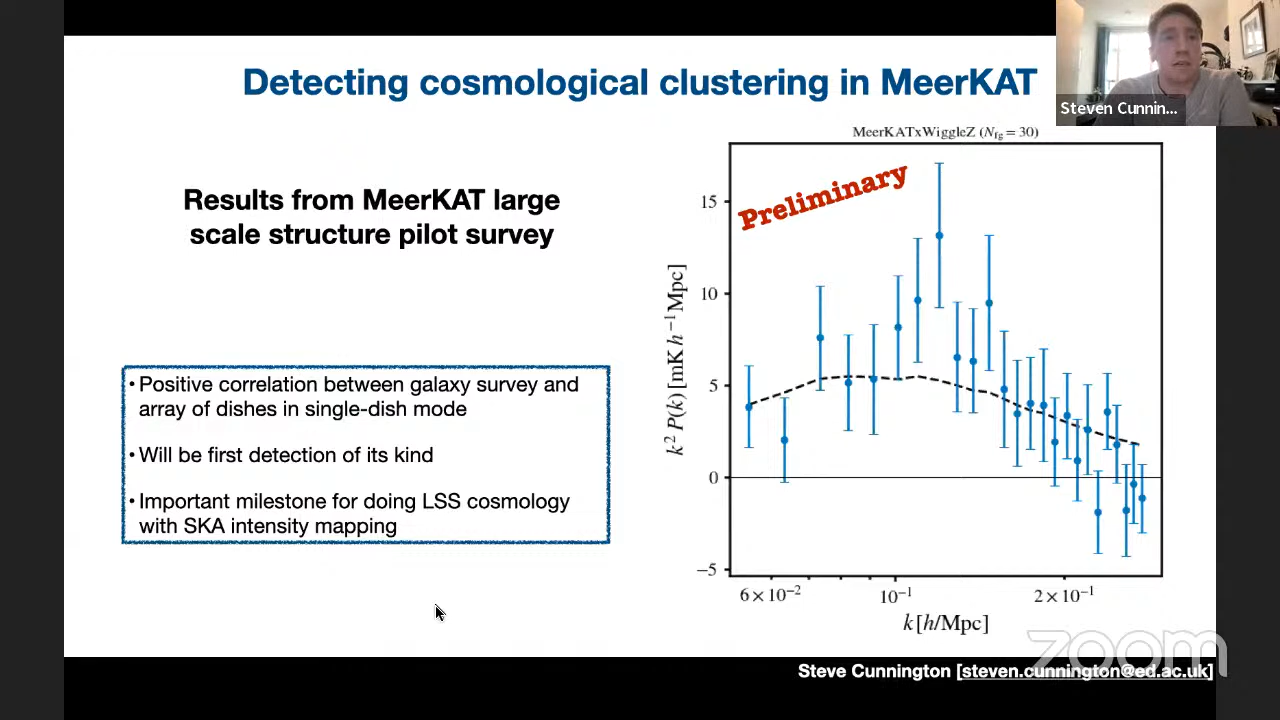 Detecting cosmological clustering in MeerKAT
Steven Cunnin...
Results from MeerKAT large
scale structure pilot survey
• Positive correlation between galaxy survey and
array of dishes in single-dish mode
• Will be first detection of its kind
• Important milestone for doing LSS cosmology
with SKA intensity mapping
MeerKATxWiggleZ (N_fg = 30)
Preliminary
k² P(k) [mK h⁻¹Mpc]
15
10
5
0
−5
6 × 10⁻²
10⁻¹
2 × 10⁻¹
k [h/Mpc]
zoom
Steve Cunnington [steven.cunnington@ed.ac.uk]